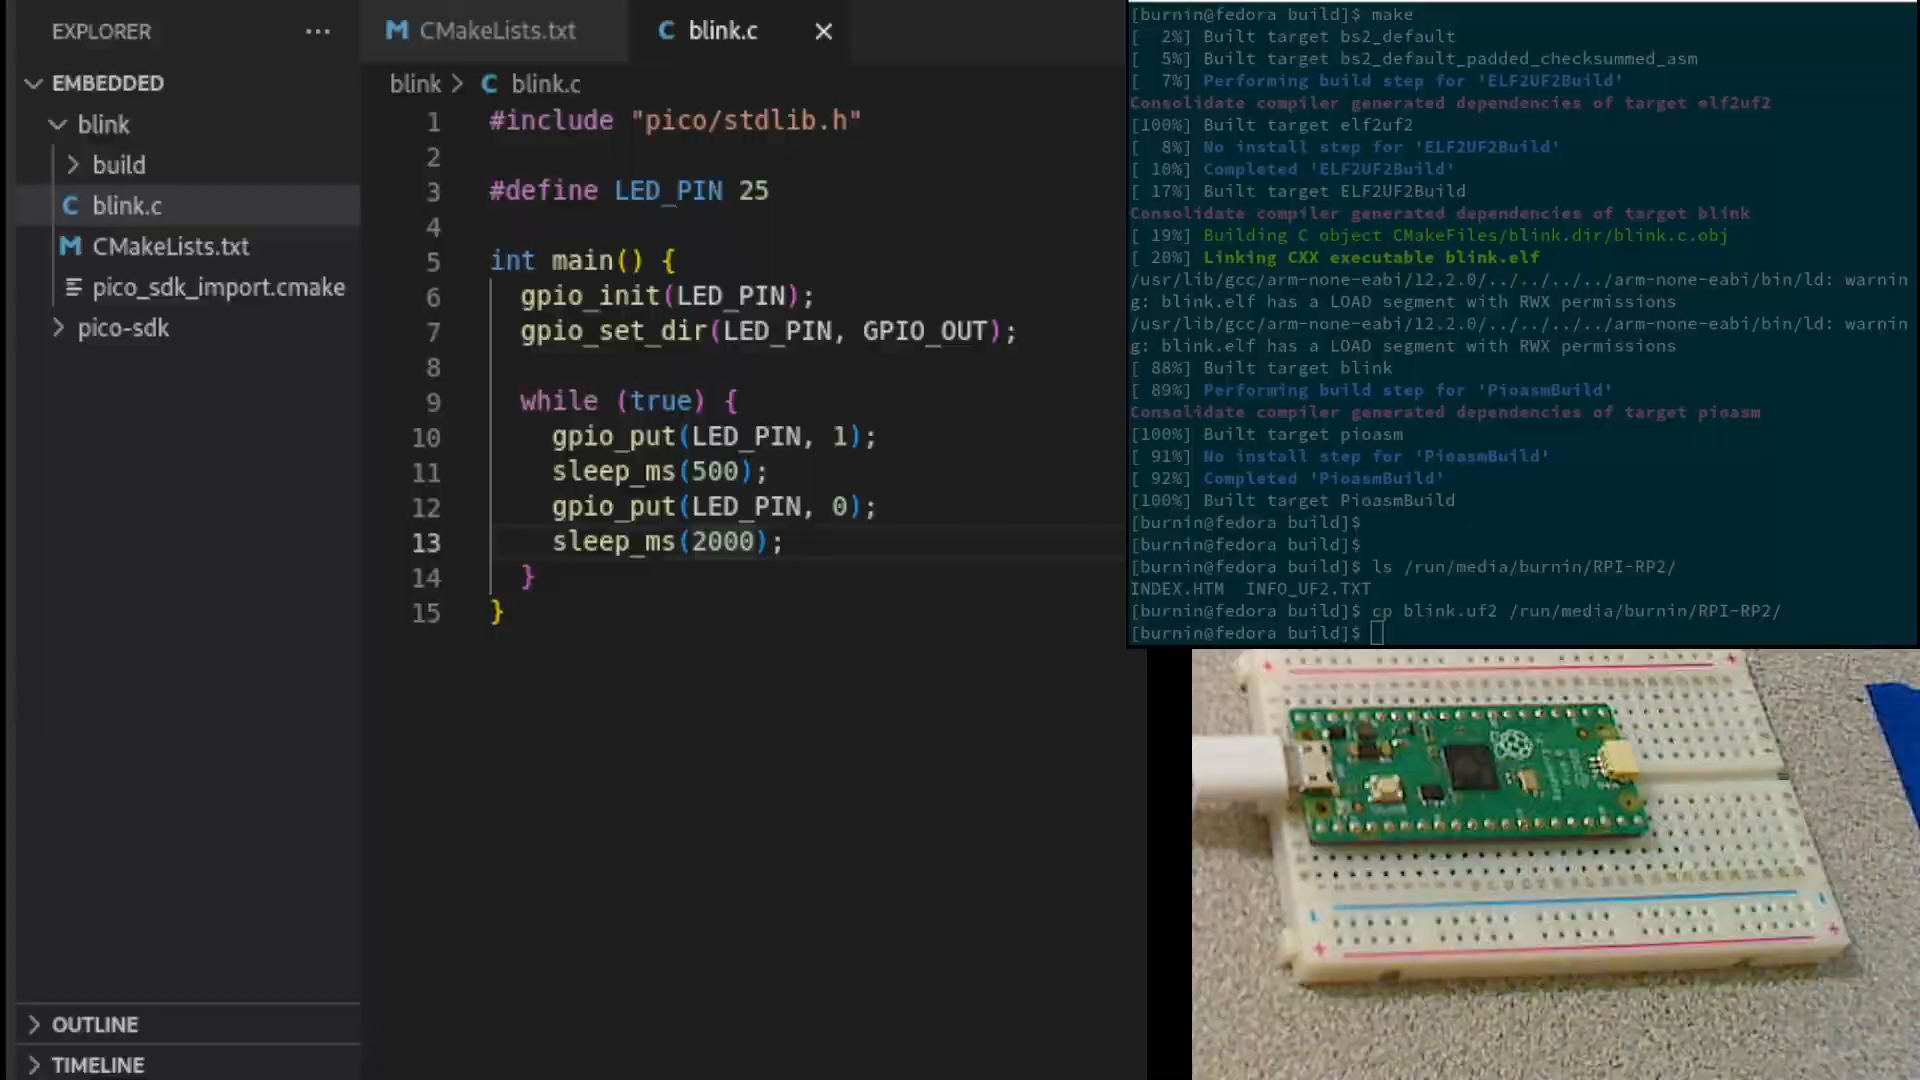 EXPLORER
EMBEDDED
blink
build
blink.c
CMakeLists.txt
pico_sdk_import.cmake
pico-sdk
OUTLINE
TIMELINE
CMakeLists.txt
blink.c
blink > C blink.c
1 #include "pico/stdlib.h"
2
3 #define LED_PIN 25
4
5 int main() {
6 gpio_init(LED_PIN);
7 gpio_set_dir(LED_PIN, GPIO_OUT);
8
9 while (true) {
10 gpio_put(LED_PIN, 1);
11 sleep_ms(500);
12 gpio_put(LED_PIN, 0);
13 sleep_ms(2000);
14 }
15 }
[burnin@fedora build]$ make
[  2%] Built target bs2_default
[  5%] Built target bs2_default_padded_checksummed_asm
[  7%] Performing build step for 'ELF2UF2Build'
Consolidate compiler generated dependencies of target elf2uf2
[100%] Built target elf2uf2
[  8%] No install step for 'ELF2UF2Build'
[ 10%] Completed 'ELF2UF2Build'
[ 17%] Built target ELF2UF2Build
Consolidate compiler generated dependencies of target blink
[ 19%] Building C object CMakeFiles/blink.dir/blink.c.obj
[ 20%] Linking CXX executable blink.elf
/usr/lib/gcc/arm-none-eabi/12.2.0/../../../../arm-none-eabi/bin/ld: warnin
g: blink.elf has a LOAD segment with RWX permissions
/usr/lib/gcc/arm-none-eabi/12.2.0/../../../../arm-none-eabi/bin/ld: warnin
g: blink.elf has a LOAD segment with RWX permissions
[ 88%] Built target blink
[ 89%] Performing build step for 'PioasmBuild'
Consolidate compiler generated dependencies of target pioasm
[100%] Built target pioasm
[ 91%] No install step for 'PioasmBuild'
[ 92%] Completed 'PioasmBuild'
[100%] Built target PioasmBuild
[burnin@fedora build]$
[burnin@fedora build]$
[burnin@fedora build]$ ls /run/media/burnin/RPI-RP2/
INDEX.HTM  INFO_UF2.TXT
[burnin@fedora build]$ cp blink.uf2 /run/media/burnin/RPI-RP2/
[burnin@fedora build]$